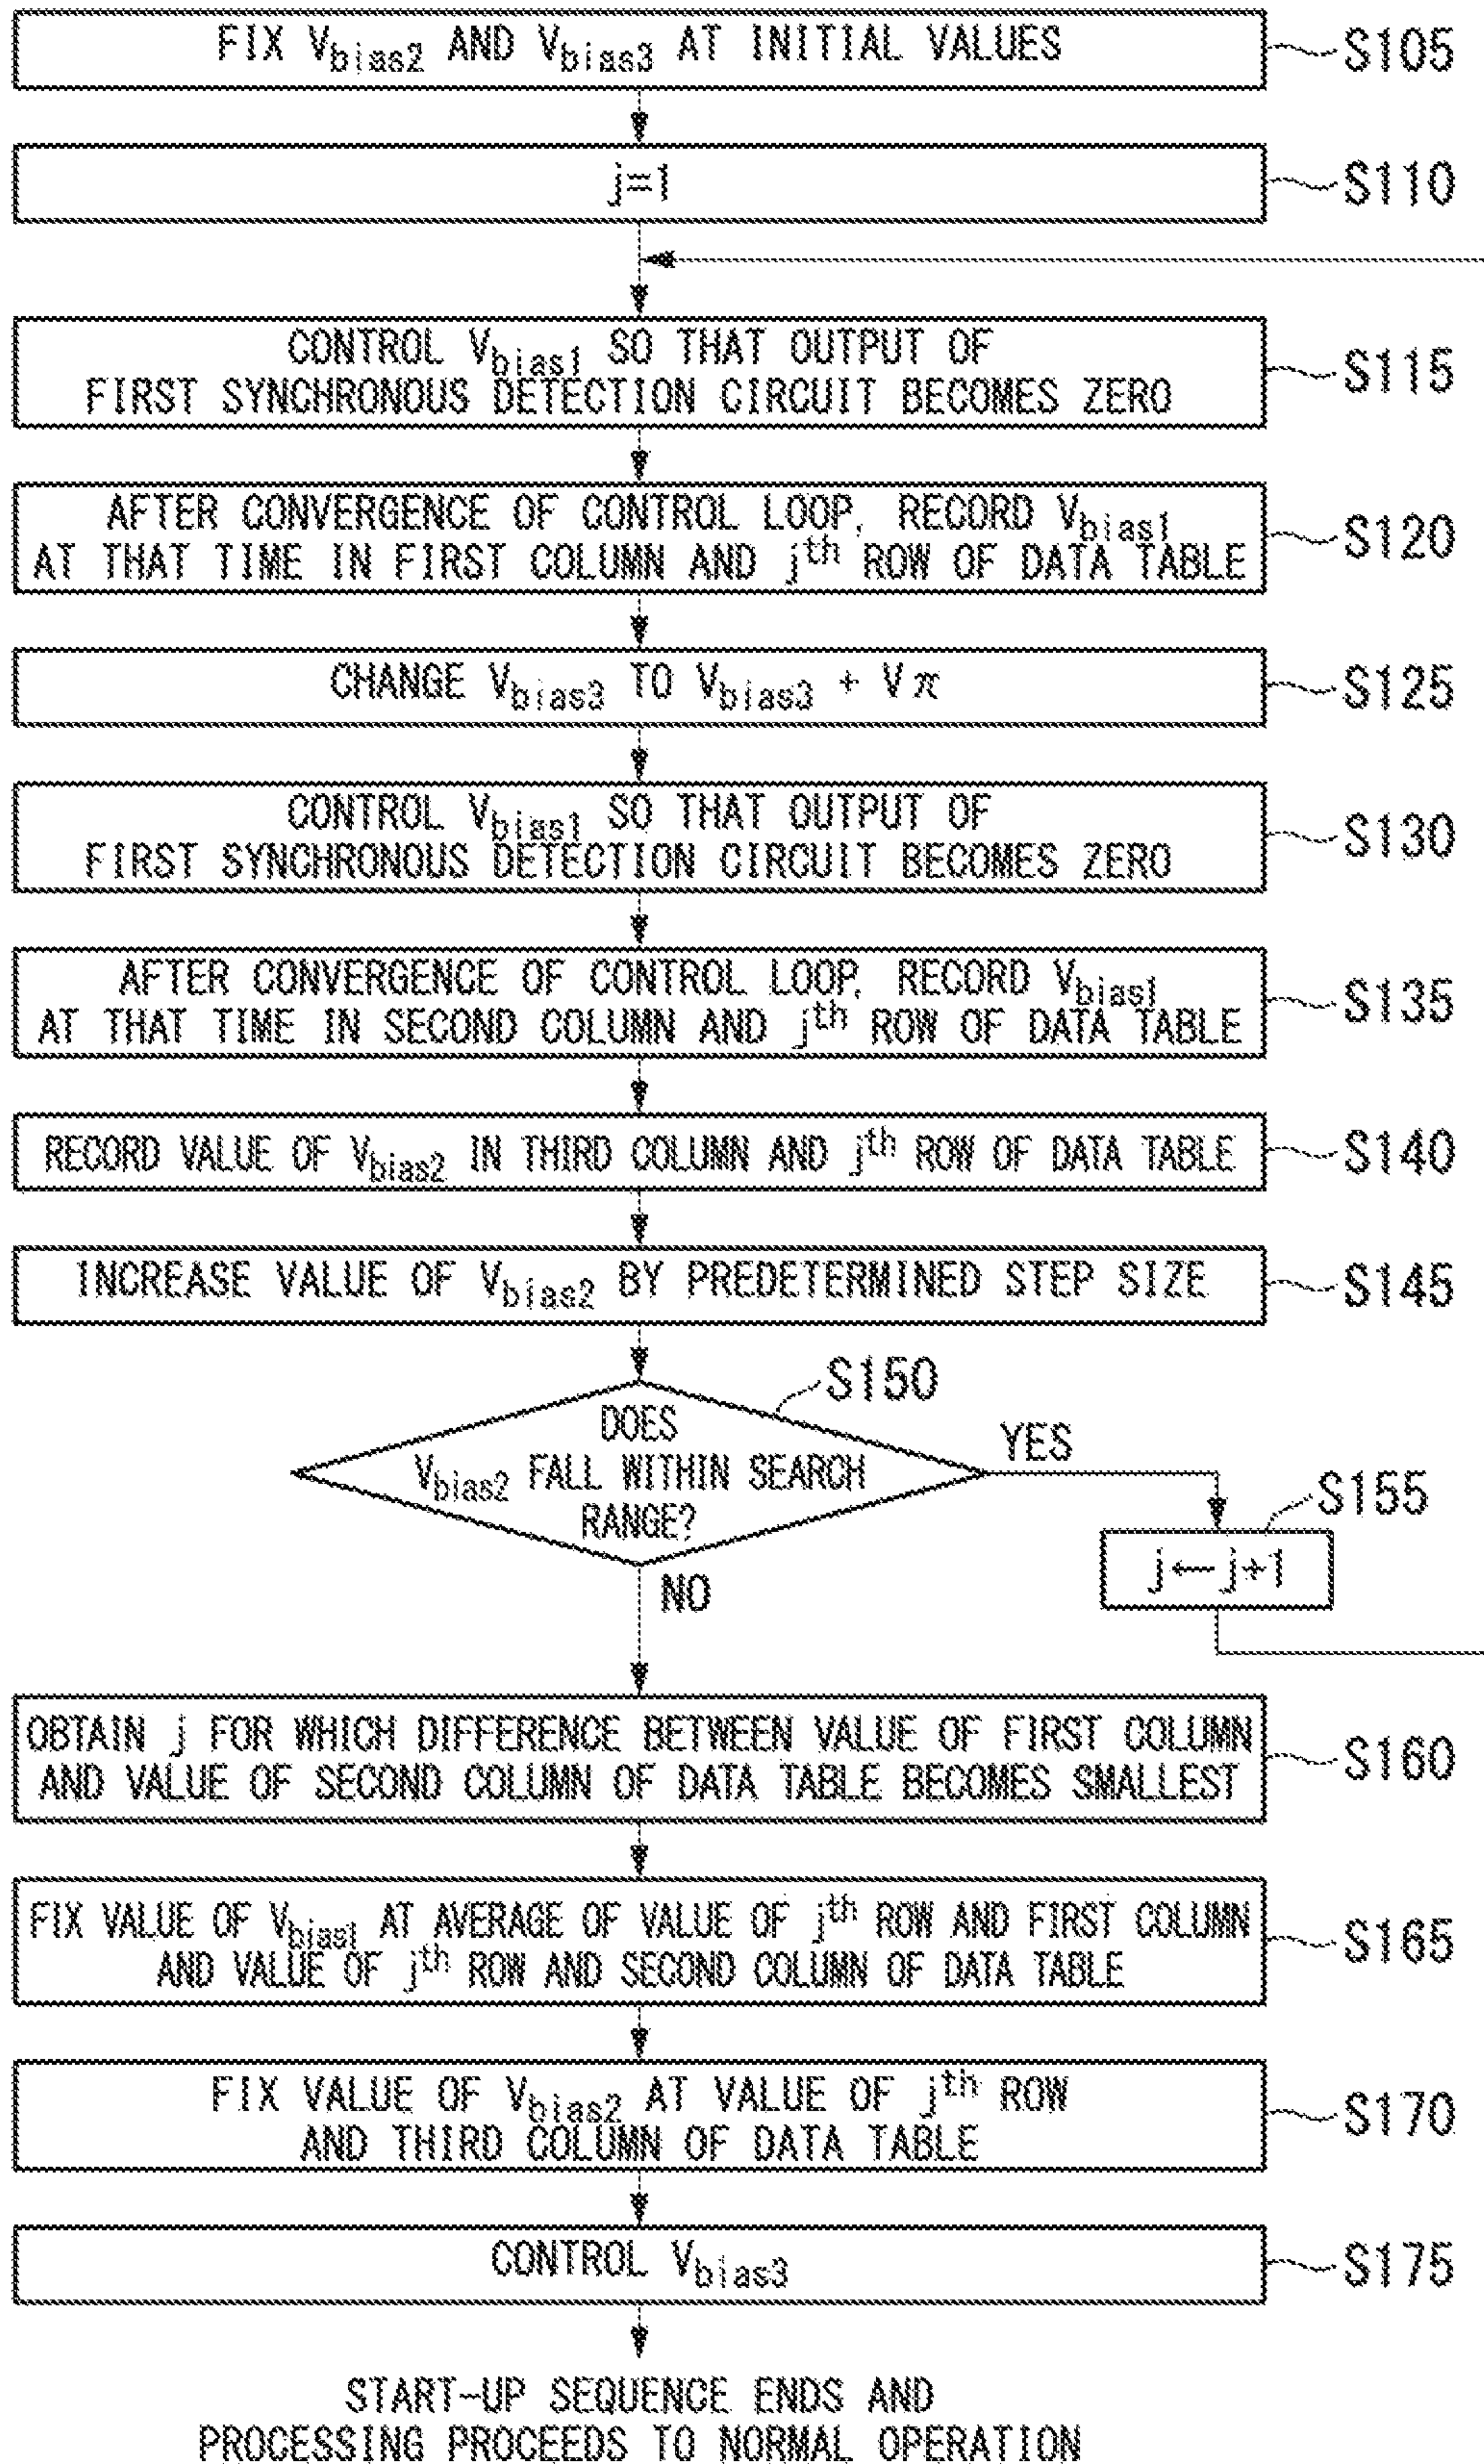 FIX Vbias2 AND Vbias3 AT INITIAL VALUES
S105
j=1
S110
CONTROL Vbias1 SO THAT OUTPUT OF
FIRST SYNCHRONOUS DETECTION CIRCUIT BECOMES ZERO
S115
AFTER CONVERGENCE OF CONTROL LOOP, RECORD Vbias1
AT THAT TIME IN FIRST COLUMN AND jth ROW OF DATA TABLE
S120
CHANGE Vbias3 TO Vbias3 + Vπ
S125
CONTROL Vbias1 SO THAT OUTPUT OF
FIRST SYNCHRONOUS DETECTION CIRCUIT BECOMES ZERO
S130
AFTER CONVERGENCE OF CONTROL LOOP, RECORD Vbias1
AT THAT TIME IN SECOND COLUMN AND jth ROW OF DATA TABLE
S135
RECORD VALUE OF Vbias2 IN THIRD COLUMN AND jth ROW OF DATA TABLE
S140
INCREASE VALUE OF Vbias2 BY PREDETERMINED STEP SIZE
S145
S150
DOES
Vbias2 FALL WITHIN SEARCH
RANGE?
YES
S155
j←j+1
NO
OBTAIN j FOR WHICH DIFFERENCE BETWEEN VALUE OF FIRST COLUMN
AND VALUE OF SECOND COLUMN OF DATA TABLE BECOMES SMALLEST
S160
FIX VALUE OF Vbias1 AT AVERAGE OF VALUE OF jth ROW AND FIRST COLUMN
AND VALUE OF jth ROW AND SECOND COLUMN OF DATA TABLE
S165
FIX VALUE OF Vbias2 AT VALUE OF jth ROW
AND THIRD COLUMN OF DATA TABLE
S170
CONTROL Vbias3
S175
START-UP SEQUENCE ENDS AND
PROCESSING PROCEEDS TO NORMAL OPERATION